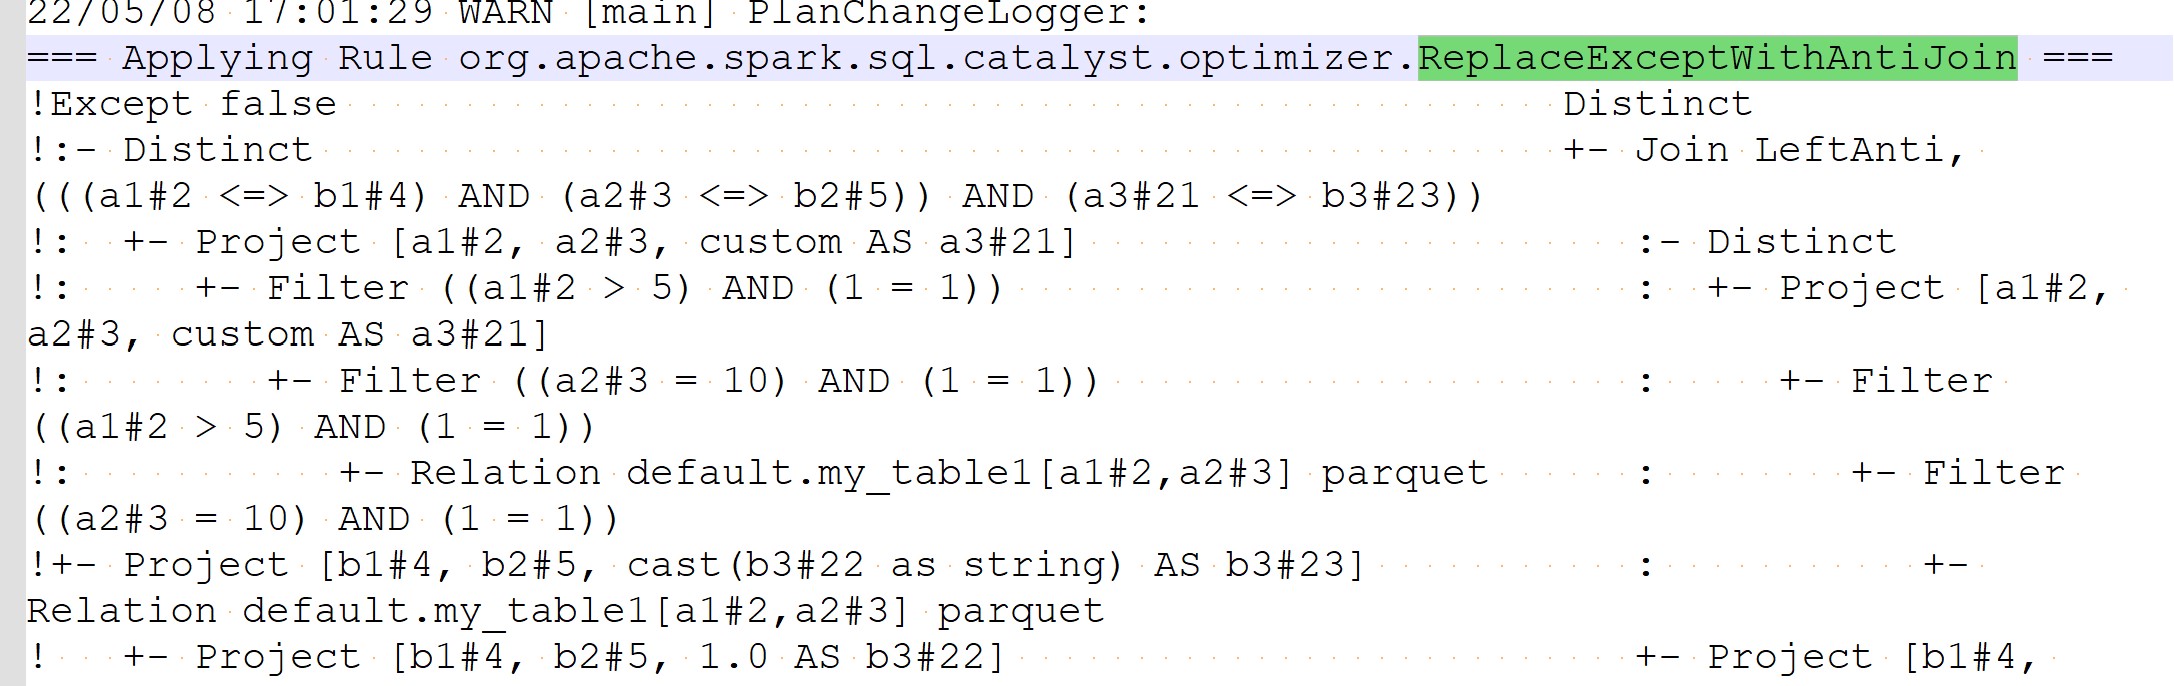 22/05/08 17:01:29 WARN [main] PlanChangeLogger:
=== Applying Rule org.apache.spark.sql.catalyst.optimizer.ReplaceExceptWithAntiJoin ===
!Except false                                                   Distinct
!:- Distinct                                                    +- Join LeftAnti,
(((a1#2 <=> b1#4) AND (a2#3 <=> b2#5)) AND (a3#21 <=> b3#23))
!:  +- Project [a1#2, a2#3, custom AS a3#21]                       :- Distinct
!:     +- Filter ((a1#2 > 5) AND (1 = 1))                          :  +- Project [a1#2,
a2#3, custom AS a3#21]
!:        +- Filter ((a2#3 = 10) AND (1 = 1))                      :     +- Filter
((a1#2 > 5) AND (1 = 1))
!:           +- Relation default.my_table1[a1#2,a2#3] parquet      :        +- Filter
((a2#3 = 10) AND (1 = 1))
!+- Project [b1#4, b2#5, cast(b3#22 as string) AS b3#23]           :           +-
Relation default.my_table1[a1#2,a2#3] parquet
!   +- Project [b1#4, b2#5, 1.0 AS b3#22]                          +- Project [b1#4,